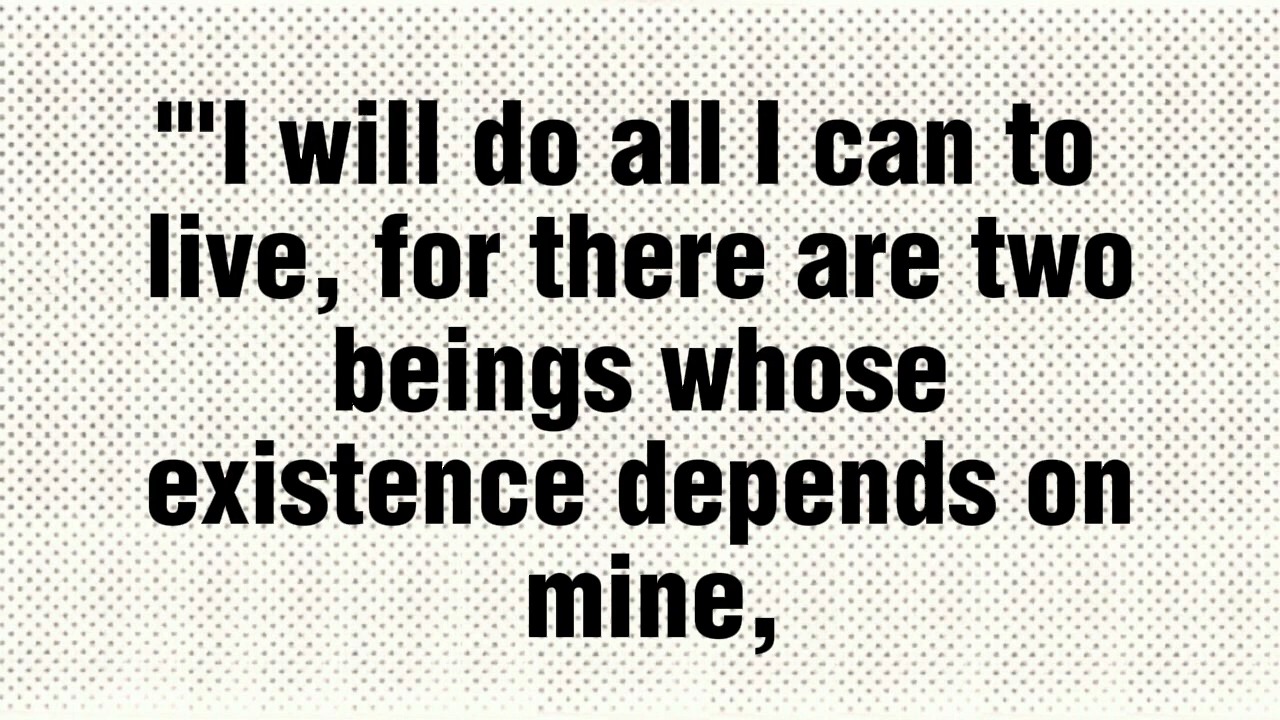 "'I will do all I can to
live, for there are two
beings whose
existence depends on
mine,